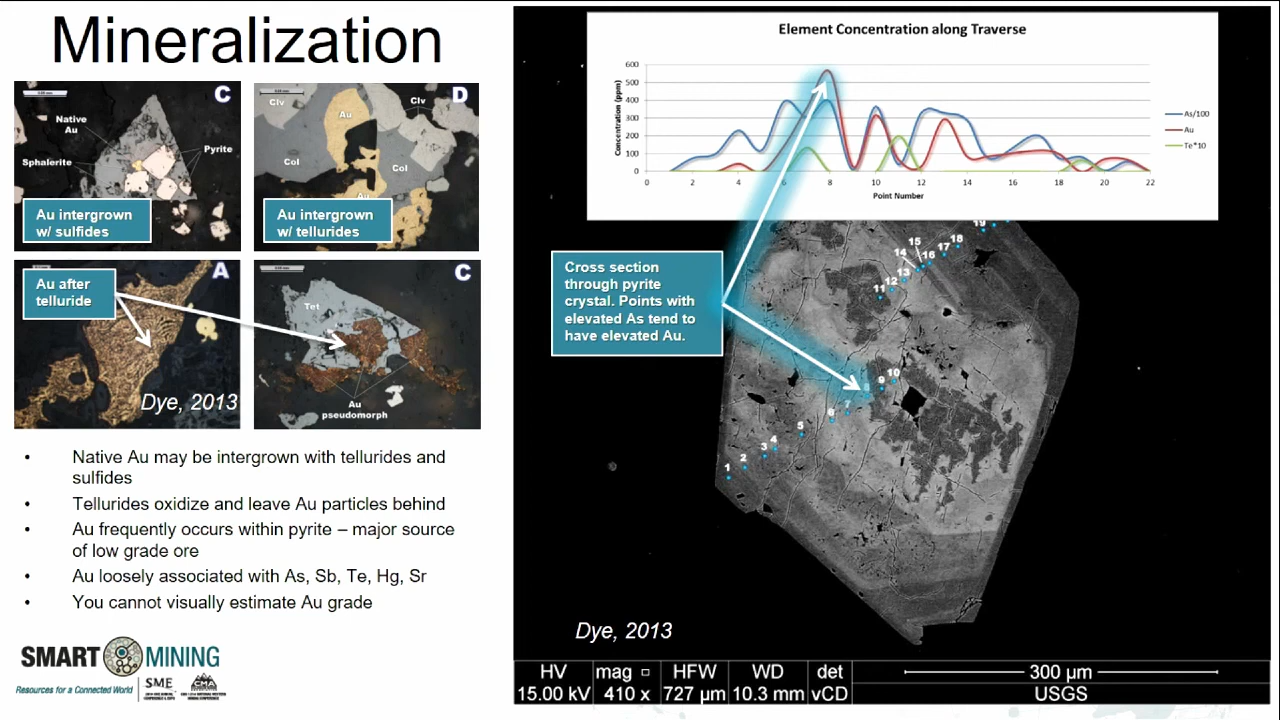 Mineralization
C
Native
Au
Sphalerite
Pyrite
Au intergrown
w/ sulfides
D
Clv
Au
Clv
Col
Col
Au
Au intergrown
w/ tellurides
A
Au after
telluride
Dye, 2013
C
Tet
Au
pseudomorph
• Native Au may be intergrown with tellurides and
sulfides
• Tellurides oxidize and leave Au particles behind
• Au frequently occurs within pyrite – major source
of low grade ore
• Au loosely associated with As, Sb, Te, Hg, Sr
• You cannot visually estimate Au grade
SMART MINING
Resources for a Connected World
SME
CMA
Element Concentration along Traverse
Concentration (ppm)
600
500
400
300
200
100
0
0 2 4 6 8 10 12 14 16 18 20 22
Point Number
As/100
Au
Te*10
Cross section
through pyrite
crystal. Points with
elevated As tend to
have elevated Au.
1
2
3
4
5
6
7
8
9
10
11
12
13
14
15
16
17
18
19
Dye, 2013
HV mag □ HFW WD det 300 µm
15.00 kV 410 x 727 µm 10.3 mm vCD USGS